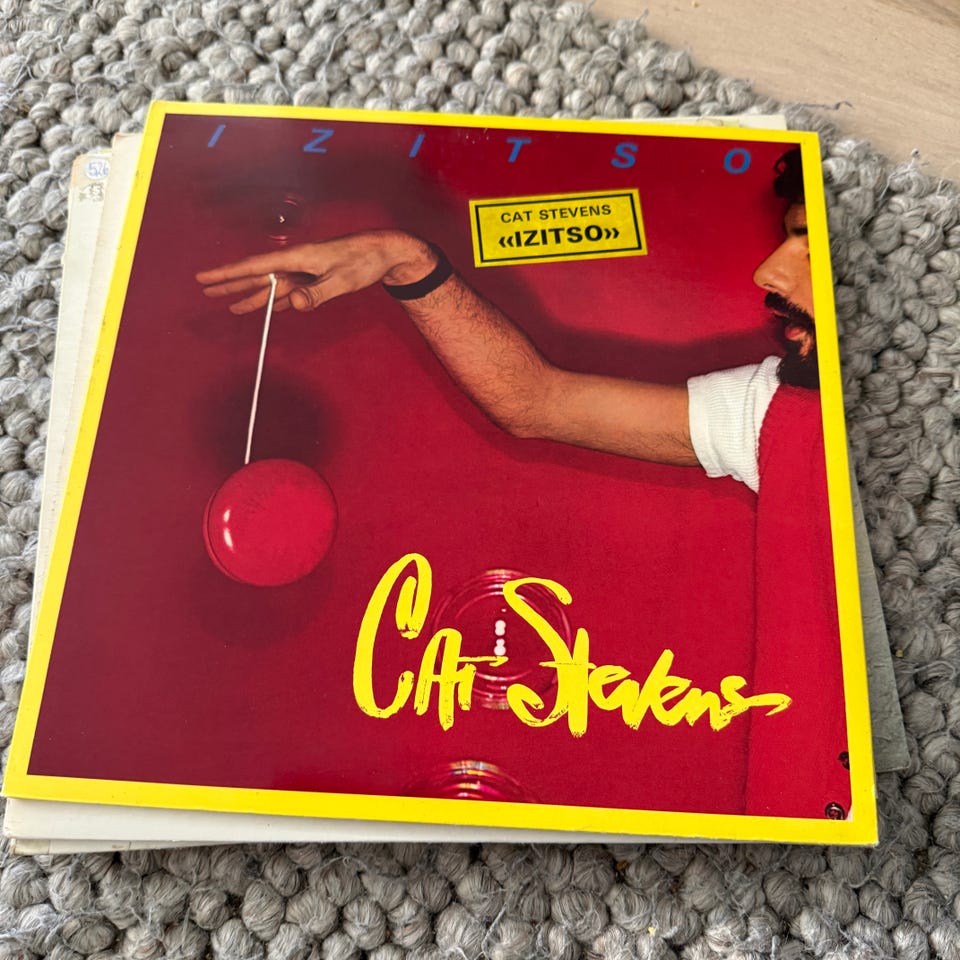 I Z I T S O
CAT STEVENS
«IZITSO»
Cat Stevens